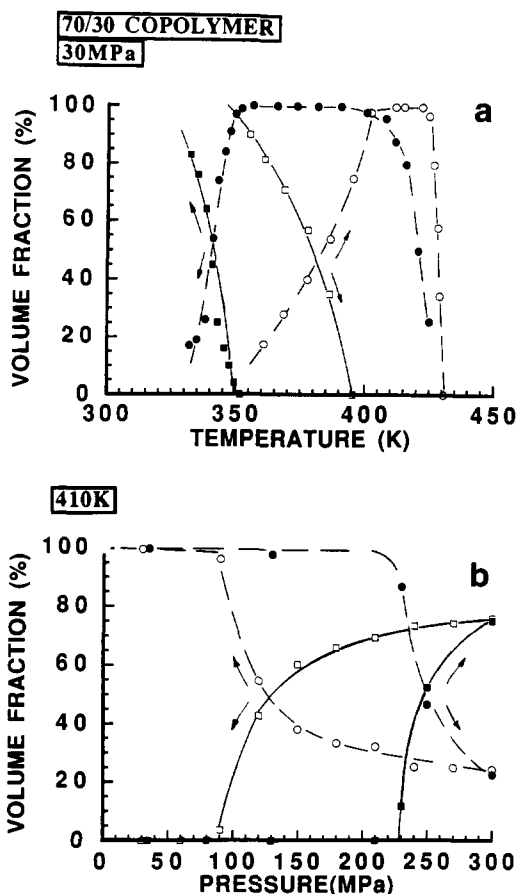 70/30 COPOLYMER
30MPa
a
VOLUME FRACTION (%)
100
80
60
40
20
0
300
350
400
450
TEMPERATURE (K)
410K
b
VOLUME FRACTION (%)
100
80
60
40
20
0
0
50
100
150
200
250
300
PRESSURE(MPa)